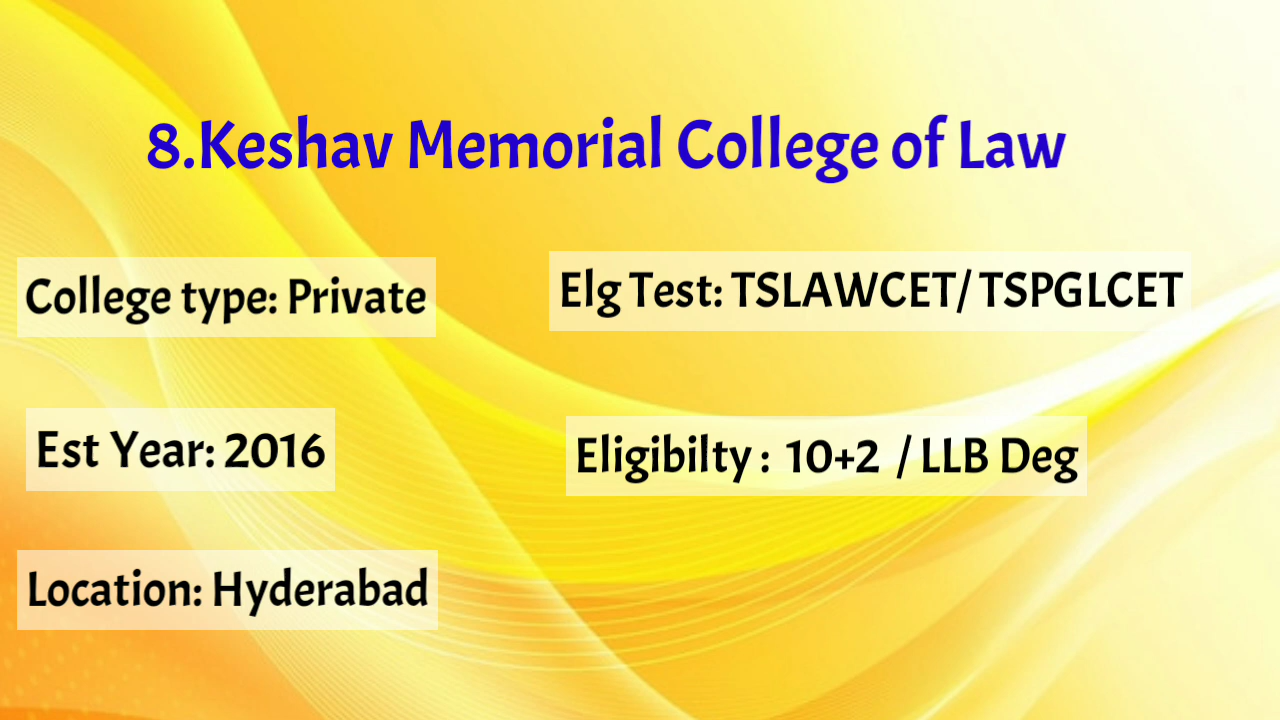 8.Keshav Memorial College of Law
College type: Private
Elg Test: TSLAWCET/ TSPGLCET
Est Year: 2016
Eligibilty : 10+2 / LLB Deg
Location: Hyderabad